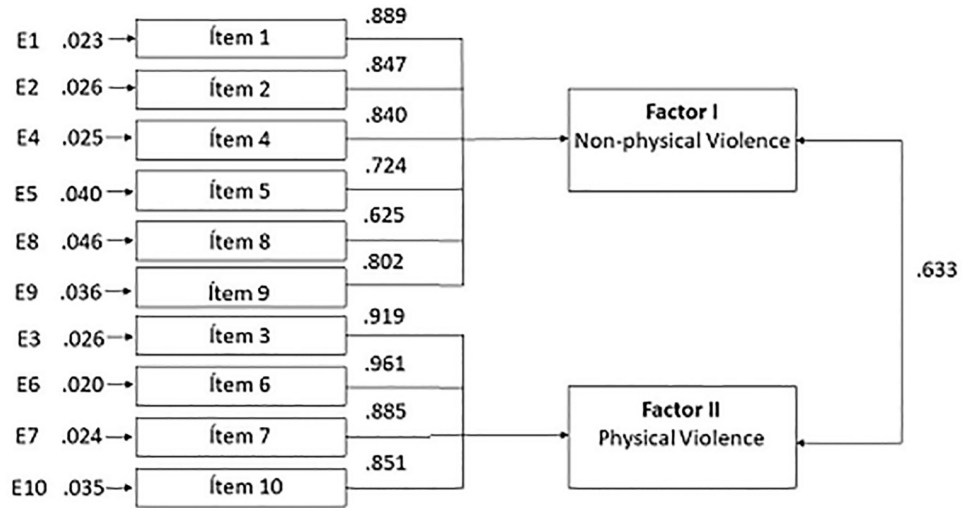 .889
E1 .023 Ítem 1
.847
E2 .026 Ítem 2
.840
E4 .025 Ítem 4
.724
E5 .040 Ítem 5
.625
E8 .046 Ítem 8
.802
E9 .036 Ítem 9
.919
E3 .026 Ítem 3
.961
E6 .020 Ítem 6
.885
E7 .024 Ítem 7
.851
E10 .035 Ítem 10
Factor I
Non-physical Violence
.633
Factor II
Physical Violence